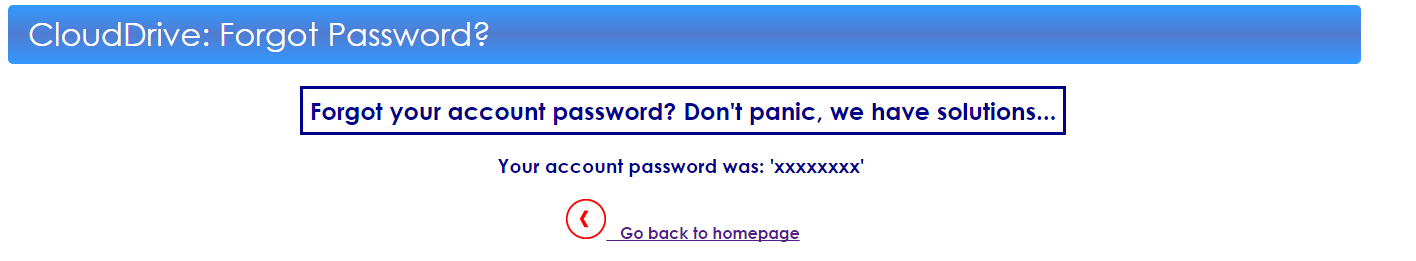 CloudDrive: Forgot Password?
Forgot your account password? Don't panic, we have solutions...
Your account password was: 'xxxxxxxx'
Go back to homepage